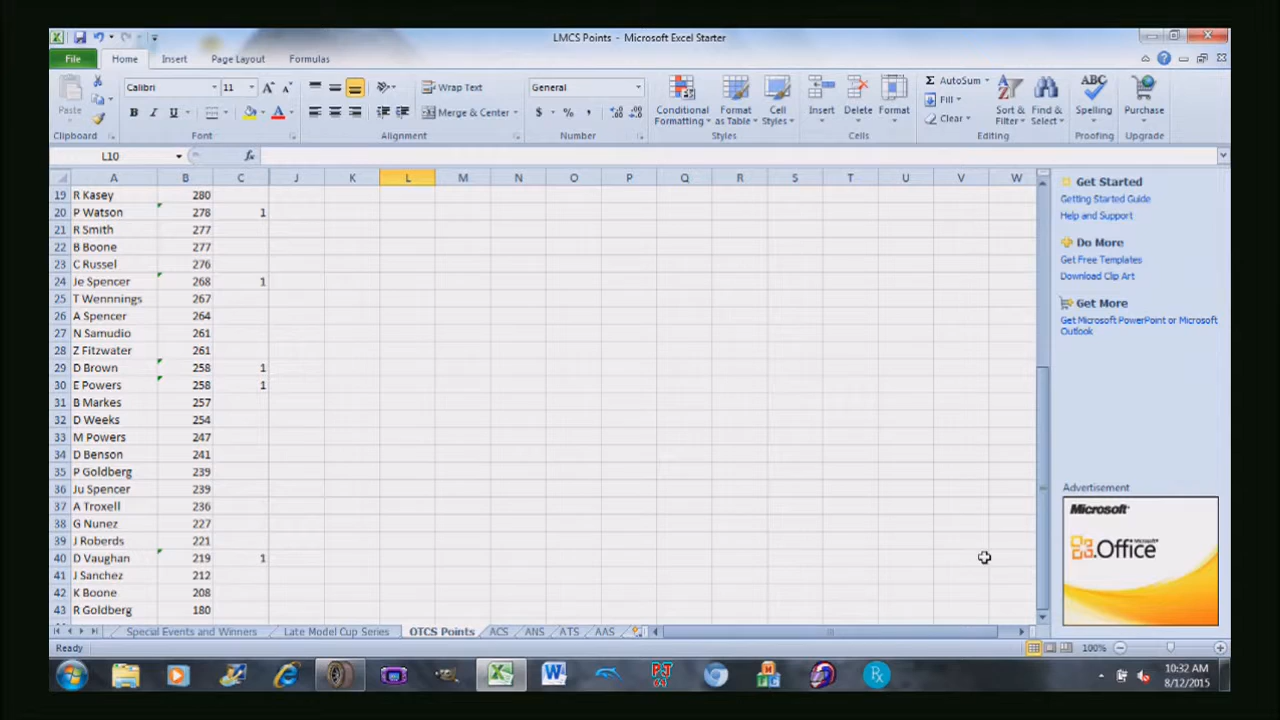 LMCS Points - Microsoft Excel Starter
File Home Insert Page Layout Formulas
Calibri 11 Wrap Text General AutoSum
Paste B I U Merge & Center $ % , Conditional Formatting Format as Table Cell Styles Insert Delete Format Fill Clear Sort & Filter Find & Select Spelling Purchase
Clipboard Font Alignment Number Styles Cells Editing Proofing Upgrade
L10 fx
A B C J K L M N O P Q R S T U V W
19 R Kasey 280
20 P Watson 278 1
21 R Smith 277
22 B Boone 277
23 C Russel 276
24 Je Spencer 268 1
25 T Wennnings 267
26 A Spencer 264
27 N Samudio 261
28 Z Fitzwater 261
29 D Brown 258 1
30 E Powers 258 1
31 B Markes 257
32 D Weeks 254
33 M Powers 247
34 D Benson 241
35 P Goldberg 239
36 Ju Spencer 239
37 A Troxell 236
38 G Nunez 227
39 J Roberds 221
40 D Vaughan 219 1
41 J Sanchez 212
42 K Boone 208
43 R Goldberg 180
Get Started
Getting Started Guide
Help and Support
Do More
Get Free Templates
Download Clip Art
Get More
Get Microsoft PowerPoint or Microsoft
Outlook
Advertisement
Microsoft
Office
Special Events and Winners Late Model Cup Series OTCS Points ACS ANS ATS AAS
Ready 100%
10:32 AM
8/12/2015